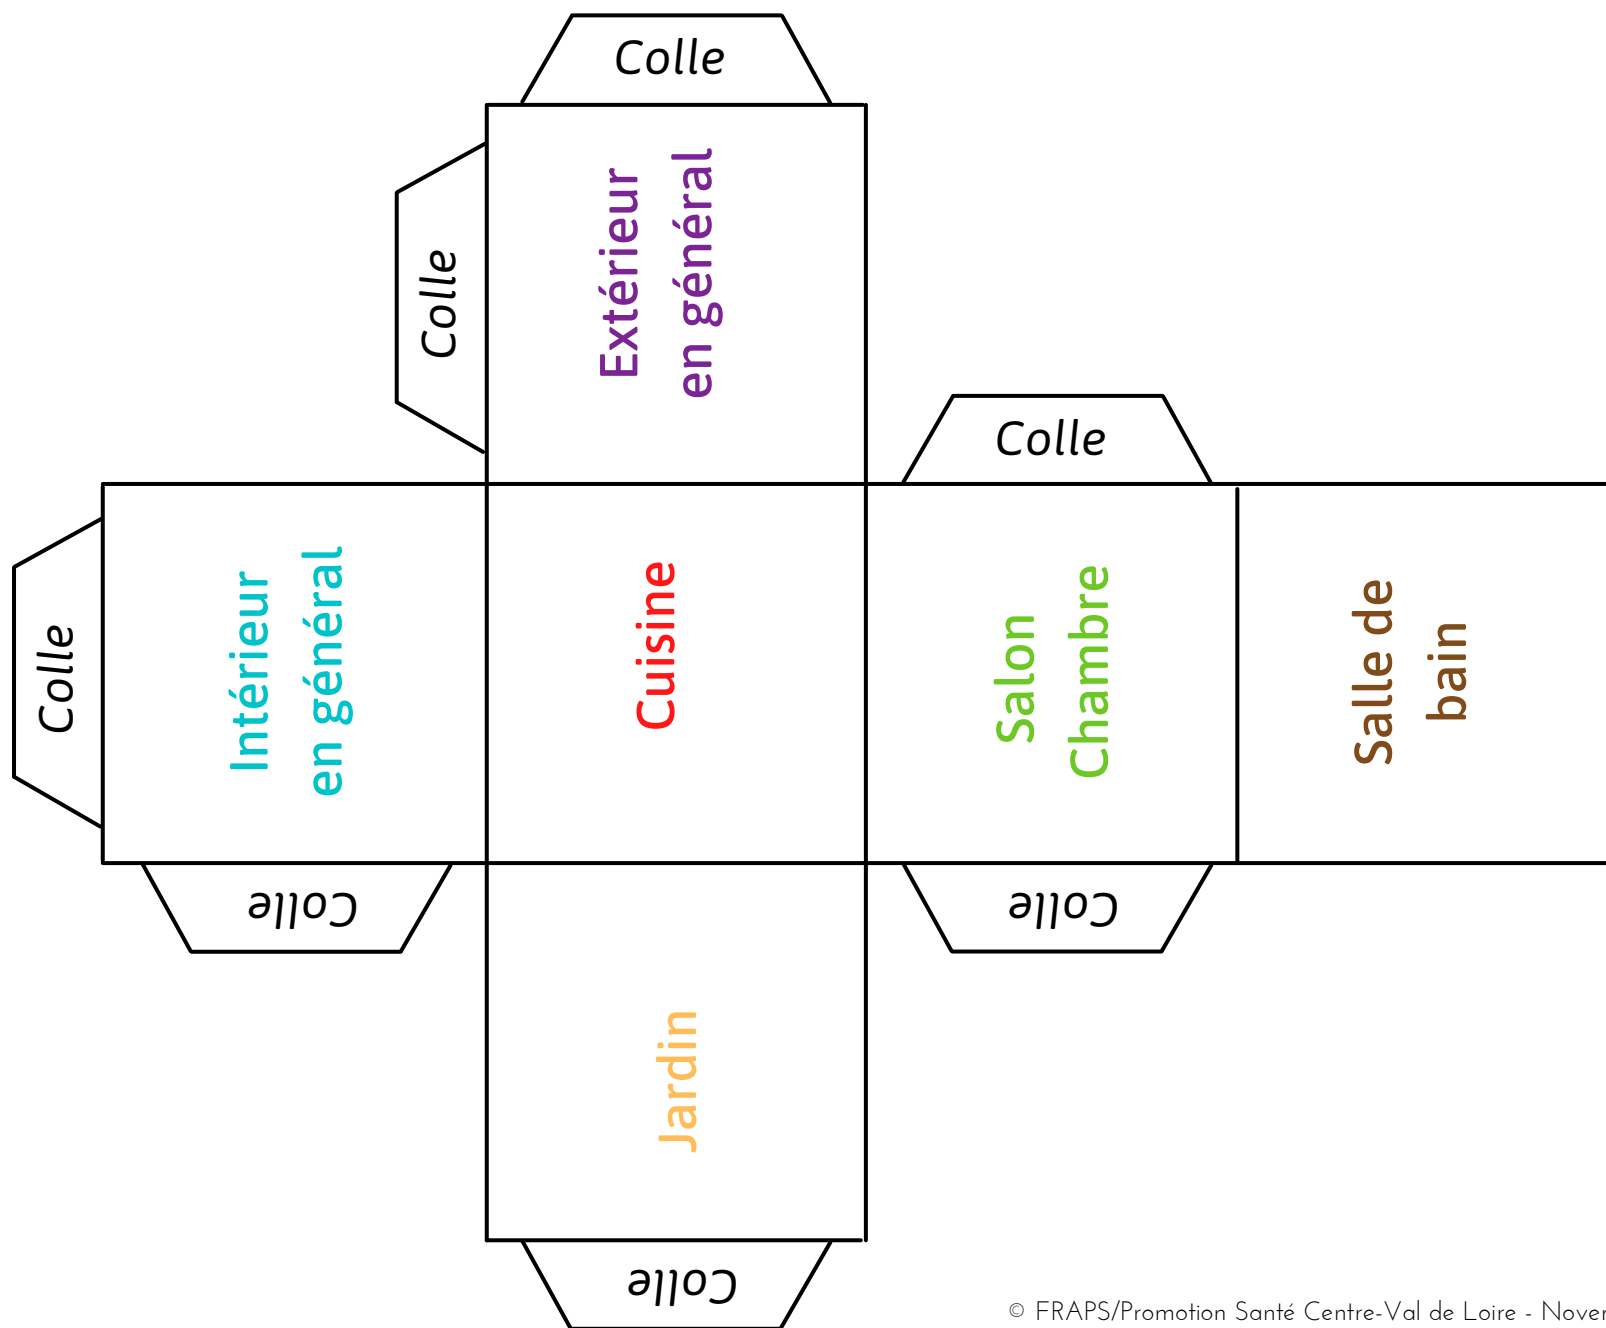 Colle
Extérieur
en général
Colle
Colle
Colle
Intérieur
en général
Cuisine
Salon
Chambre
Salle de
bain
Colle
Colle
Jardin
Colle
© FRAPS/Promotion Santé Centre-Val de Loire -